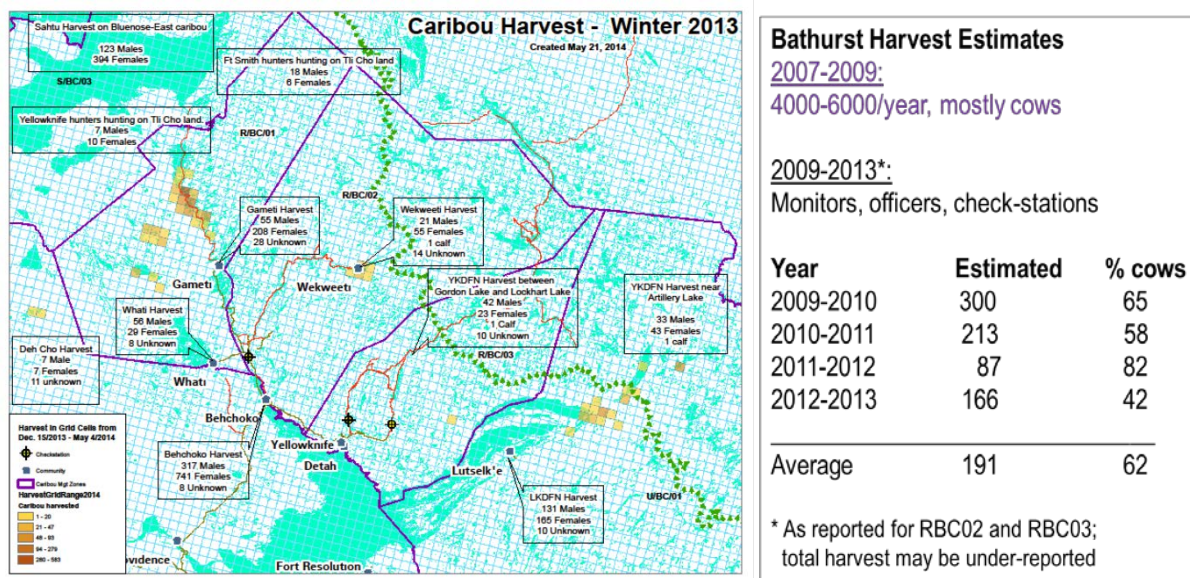 Caribou Harvest - Winter 2013
Created May 21, 2014
Sahtu Harvest on Bluenose-East caribou
123 Males
394 Females
S/BC/03
Ft Smith hunters hunting on Tli Cho land
18 Males
6 Females
Yellowknife hunters hunting on Tli Cho land.
7 Males
10 Females
R/BC/01
R/BC/02
Gameti Harvest
55 Males
208 Females
28 Unknown
Wekweeti Harvest
21 Males
55 Females
1 calf
14 Unknown
Gameti
Wekweeti
YKDFN Harvest between
Gordon Lake and Lockhart Lake
42 Males
23 Females
1 Calf
10 Unknown
YKDFN Harvest near
Artillery Lake
33 Males
43 Females
1 calf
Whati Harvest
56 Males
29 Females
8 Unknown
R/BC/03
Deh Cho Harvest
7 Male
7 Females
11 unknown
Whati
Behchoko
Harvest in Grid Cells from
Dec. 15/2013 - May 4/2014
Checkstation
Community
Caribou Mgt Zones
HarvestGridRange2014
Caribou harvested
1 - 20
21 - 47
48 - 93
94 - 279
280 - 583
Yellowknife
Detah
Behchoko Harvest
317 Males
741 Females
8 Unknown
Lutselk'e
LKDFN Harvest
131 Males
165 Females
10 Unknown
U/BC/01
ovidence
Fort Resolution
Bathurst Harvest Estimates
2007-2009:
4000-6000/year, mostly cows
2009-2013*:
Monitors, officers, check-stations
Year Estimated % cows
2009-2010 300 65
2010-2011 213 58
2011-2012 87 82
2012-2013 166 42
Average 191 62
* As reported for RBC02 and RBC03;
total harvest may be under-reported